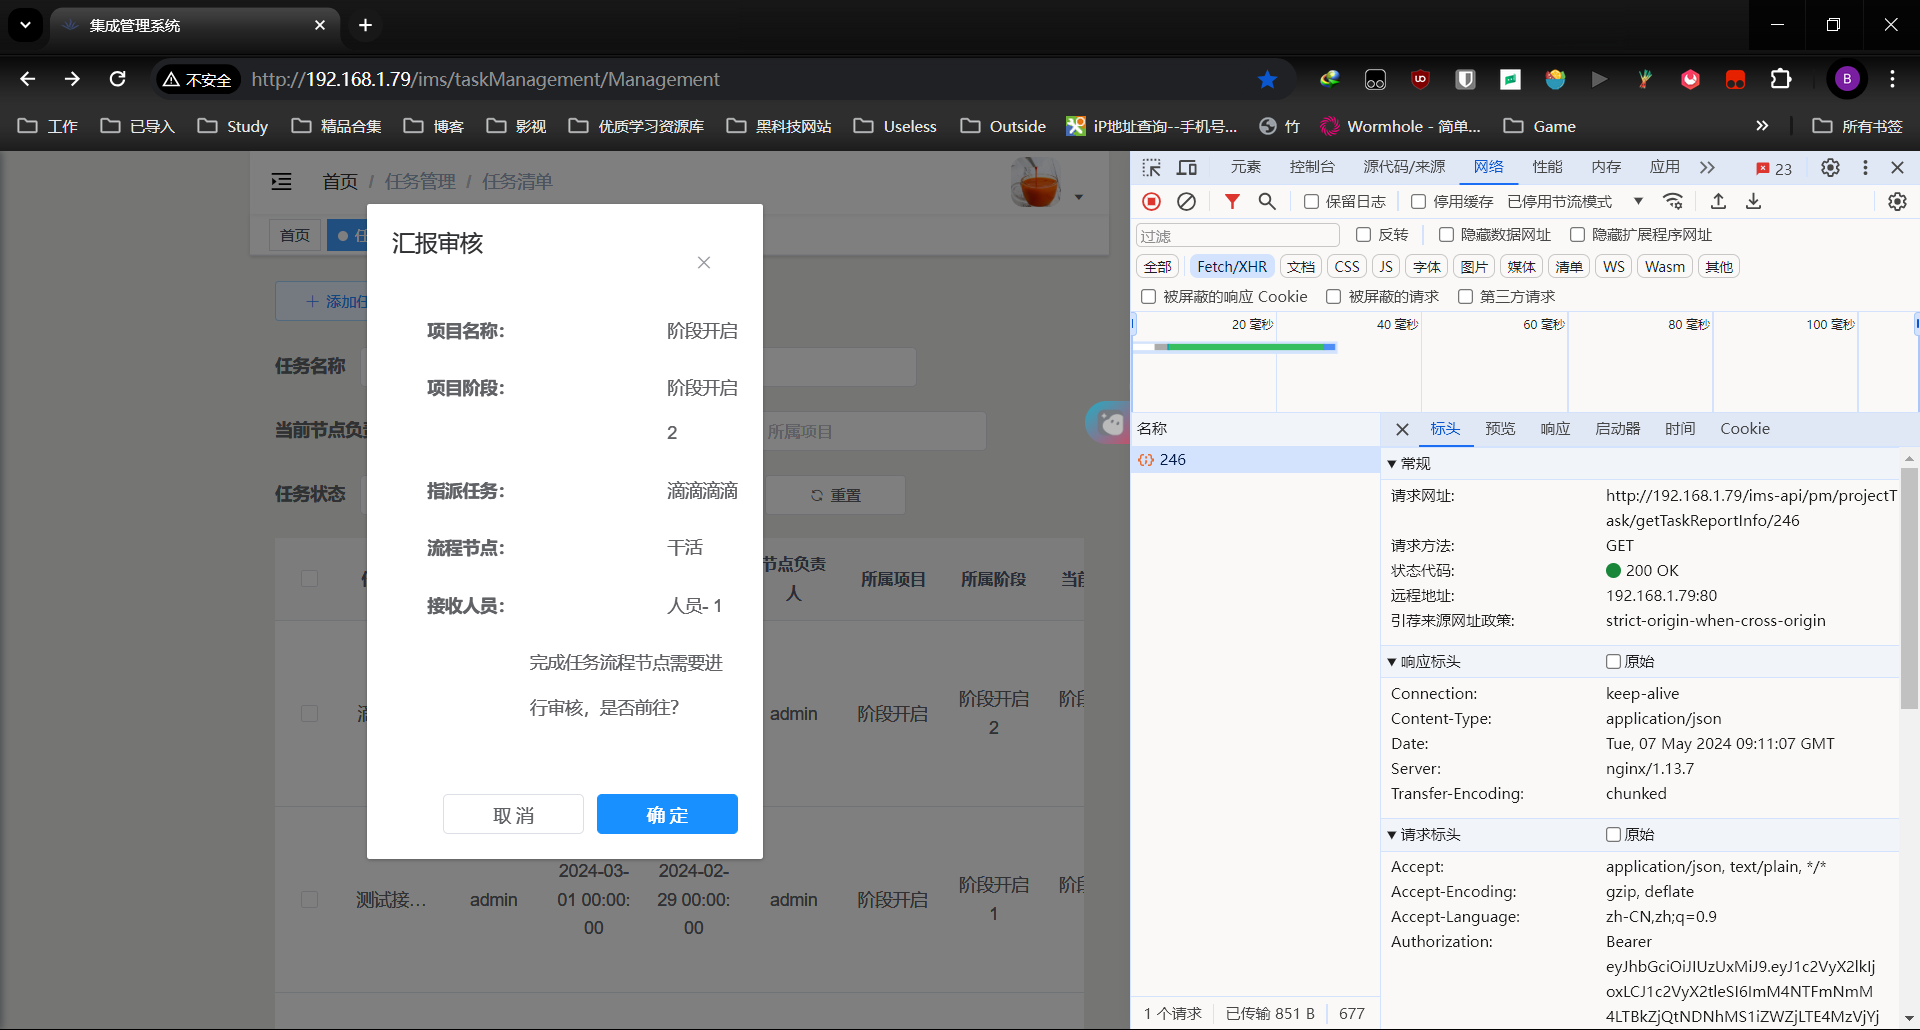 集成管理系统
不安全
http://192.168.1.79/ims/taskManagement/Management
B
工作
已导入
Study
精品合集
博客
影视
优质学习资源库
黑科技网站
Useless
Outside
iP地址查询--手机号...
竹
Wormhole - 简单...
Game
所有书签
首页 / 任务管理 / 任务清单
首页
添加任
任务名称
当前节点负责
所属项目
任务状态
重置
节点负责人
所属项目
所属阶段
当前
admin
阶段开启
阶段开启2
阶段
测试接...
admin
2024-03-01 00:00:00
2024-02-29 00:00:00
admin
阶段开启
阶段开启1
阶段
汇报审核
项目名称： 阶段开启
项目阶段： 阶段开启
2
指派任务： 滴滴滴滴
流程节点： 干活
接收人员： 人员- 1
完成任务流程节点需要进
行审核，是否前往？
取 消
确 定
元素 控制台 源代码/来源 网络 性能 内存 应用 23
保留日志 停用缓存 已停用节流模式
过滤 反转 隐藏数据网址 隐藏扩展程序网址
全部 Fetch/XHR 文档 CSS JS 字体 图片 媒体 清单 WS Wasm 其他
被屏蔽的响应 Cookie 被屏蔽的请求 第三方请求
20 毫秒 40 毫秒 60 毫秒 80 毫秒 100 毫秒
名称
246
1 个请求 已传输 851 B 677
标头 预览 响应 启动器 时间 Cookie
常规
请求网址: http://192.168.1.79/ims-api/pm/projectT
ask/getTaskReportInfo/246
请求方法: GET
状态代码: 200 OK
远程地址: 192.168.1.79:80
引荐来源网址政策: strict-origin-when-cross-origin
响应标头 原始
Connection: keep-alive
Content-Type: application/json
Date: Tue, 07 May 2024 09:11:07 GMT
Server: nginx/1.13.7
Transfer-Encoding: chunked
请求标头 原始
Accept: application/json, text/plain, */*
Accept-Encoding: gzip, deflate
Accept-Language: zh-CN,zh;q=0.9
Authorization: Bearer